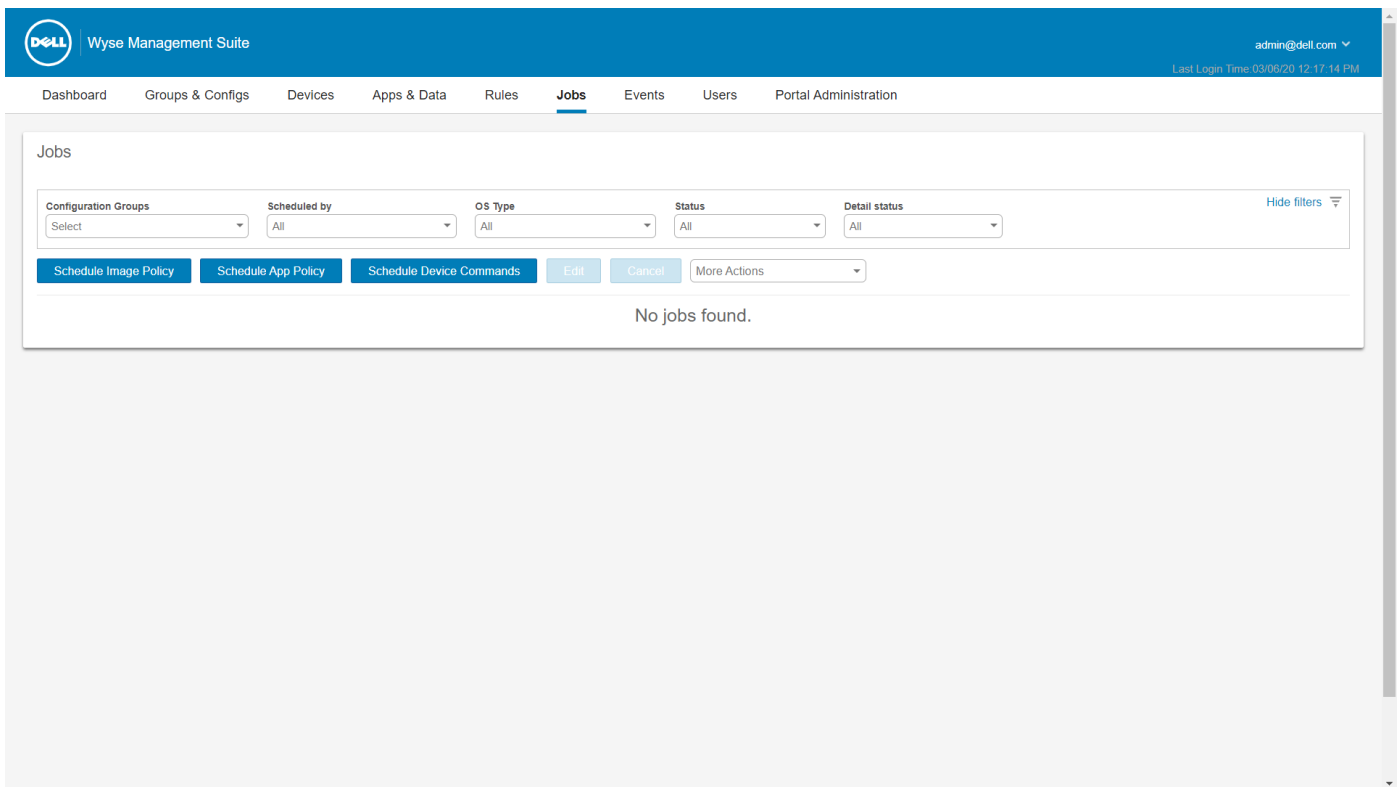 DELL Wyse Management Suite
admin@dell.com
Last Login Time:03/06/20 12:17:14 PM
Dashboard Groups & Configs Devices Apps & Data Rules Jobs Events Users Portal Administration
Jobs
Configuration Groups Scheduled by OS Type Status Detail status Hide filters
Select All All All All
Schedule Image Policy Schedule App Policy Schedule Device Commands Edit Cancel More Actions
No jobs found.